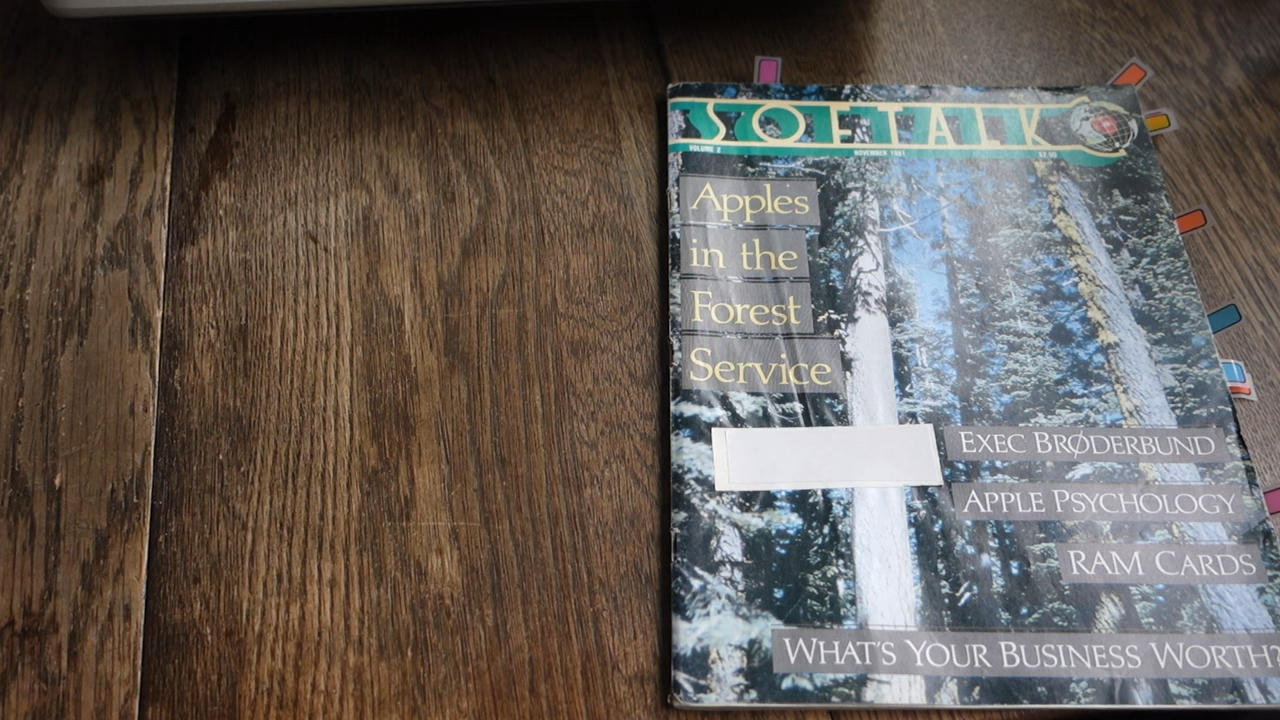 SOFTALK
VOLUME 2 NOVEMBER 1981 $2.50
Apples
in the
Forest
Service
EXEC BRØDERBUND
APPLE PSYCHOLOGY
RAM CARDS
WHAT'S YOUR BUSINESS WORTH?